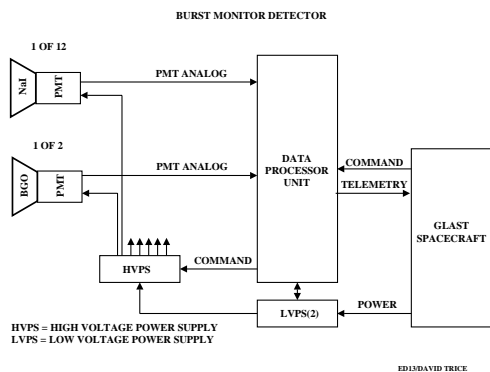 BURST MONITOR DETECTOR
1 OF 12
NaI
PMT
PMT ANALOG
1 OF 2
BGO
PMT
PMT ANALOG
DATA
PROCESSOR
UNIT
COMMAND
TELEMETRY
GLAST
SPACECRAFT
HVPS
COMMAND
LVPS(2)
POWER
HVPS = HIGH VOLTAGE POWER SUPPLY
LVPS = LOW VOLTAGE POWER SUPPLY
ED13/DAVID TRICE